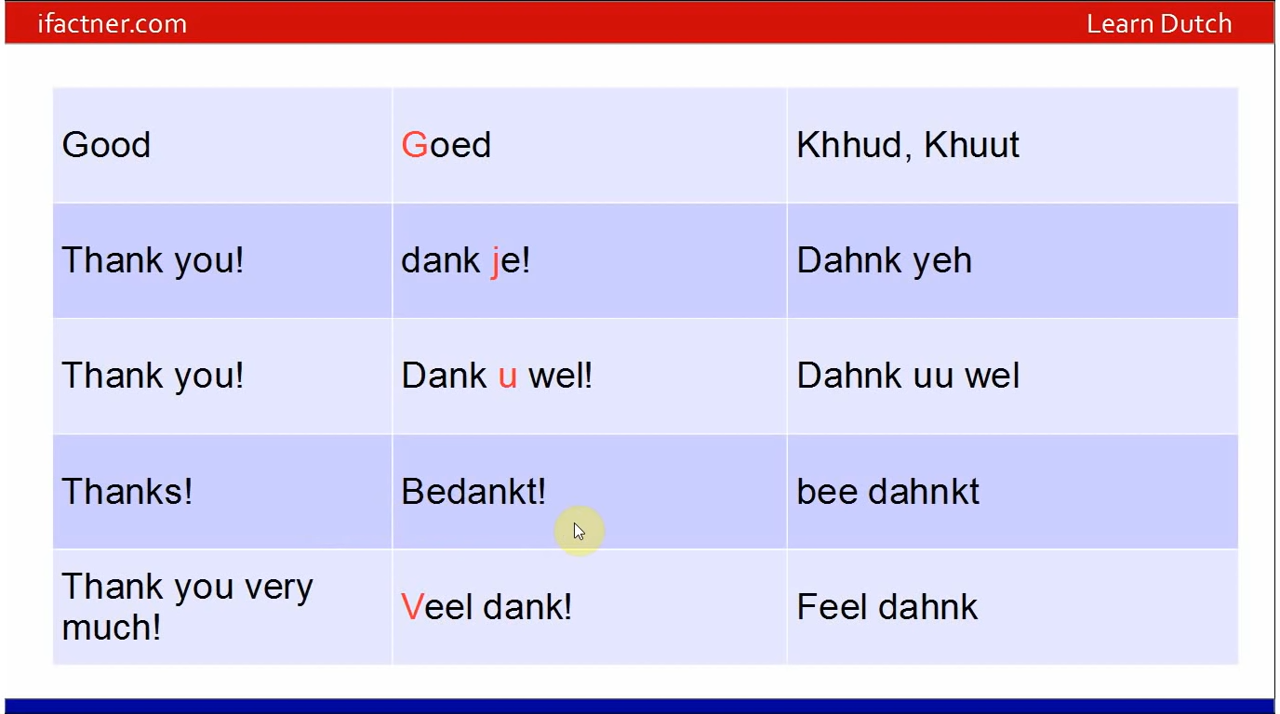 ifactner.com Learn Dutch
Good Goed Khhud, Khuut
Thank you! dank je! Dahnk yeh
Thank you! Dank u wel! Dahnk uu wel
Thanks! Bedankt! bee dahnkt
Thank you very
much! Veel dank! Feel dahnk